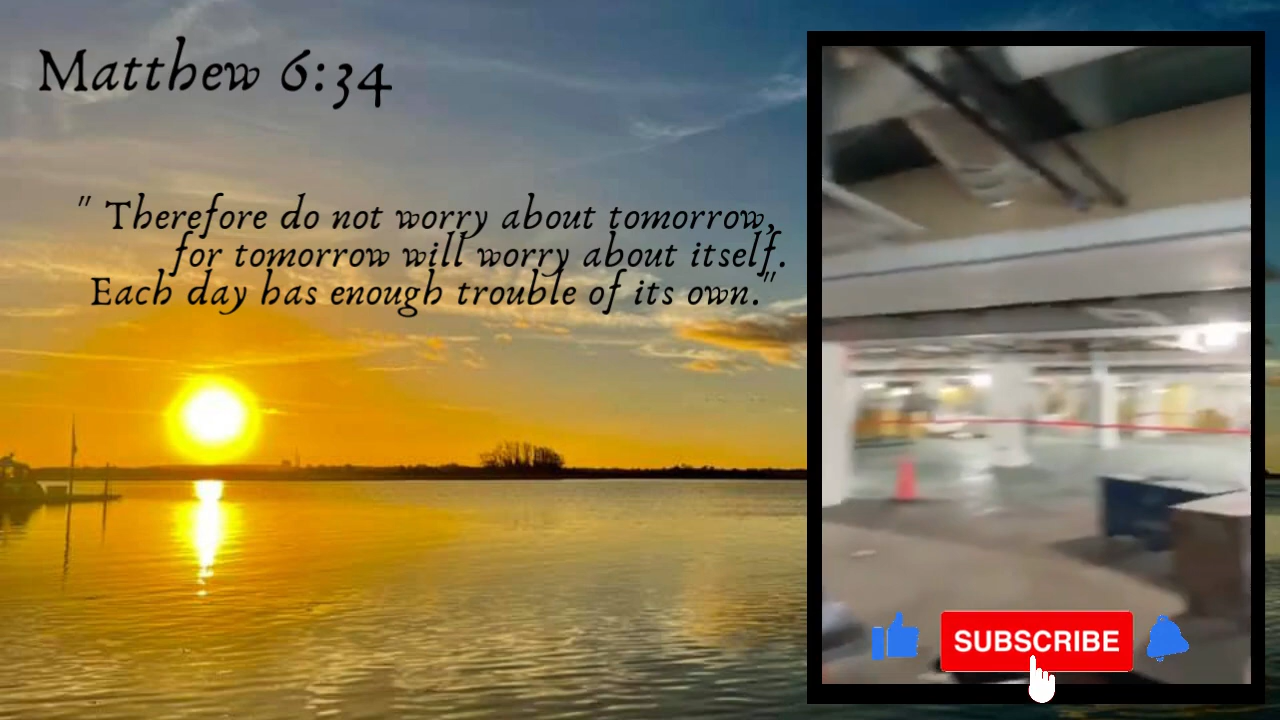 Matthew 6:34
" Therefore do not worry about tomorrow,
for tomorrow will worry about itself.
Each day has enough trouble of its own."
SUBSCRIBE